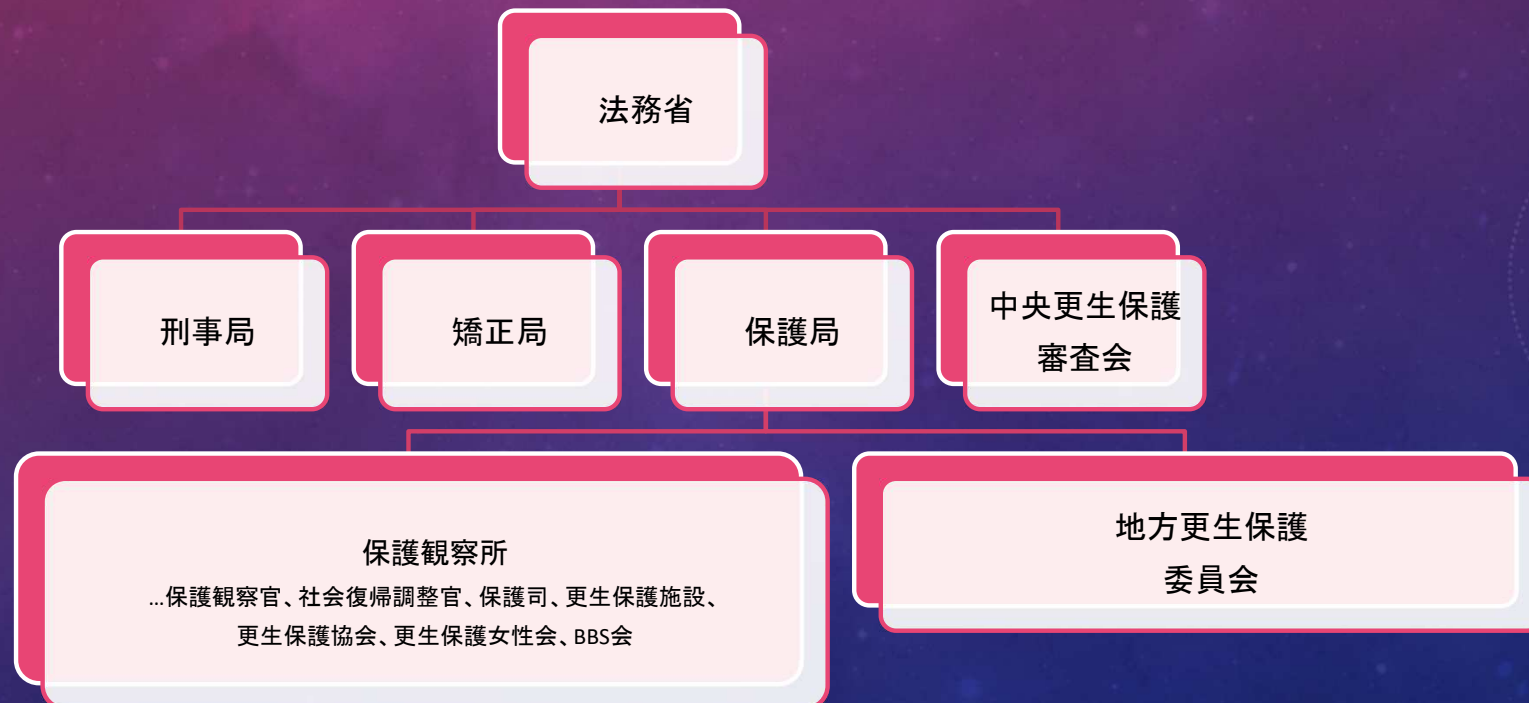 法務省
刑事局
矯正局
保護局
中央更生保護
審査会
保護観察所
…保護観察官、社会復帰調整官、保護司、更生保護施設、
更生保護協会、更生保護女性会、BBS会
地方更生保護
委員会